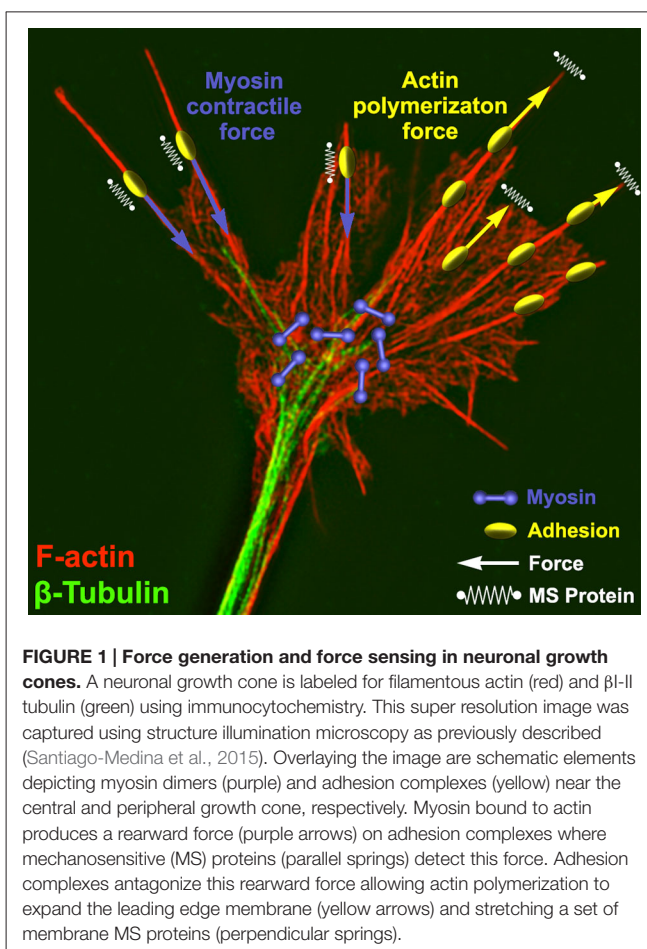 Myosin
contractile
force
Actin
polymerizaton
force
Myosin
Adhesion
Force
MS Protein
F-actin
β-Tubulin
FIGURE 1 | Force generation and force sensing in neuronal growth
cones. A neuronal growth cone is labeled for filamentous actin (red) and βI-II
tubulin (green) using immunocytochemistry. This super resolution image was
captured using structure illumination microscopy as previously described
(Santiago-Medina et al., 2015). Overlaying the image are schematic elements
depicting myosin dimers (purple) and adhesion complexes (yellow) near the
central and peripheral growth cone, respectively. Myosin bound to actin
produces a rearward force (purple arrows) on adhesion complexes where
mechanosensitive (MS) proteins (parallel springs) detect this force. Adhesion
complexes antagonize this rearward force allowing actin polymerization to
expand the leading edge membrane (yellow arrows) and stretching a set of
membrane MS proteins (perpendicular springs).